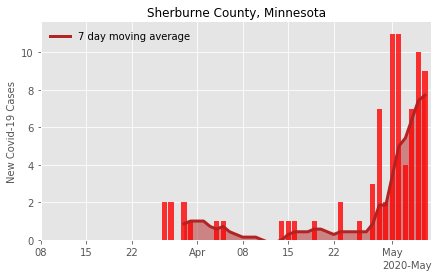 Sherburne County, Minnesota
7 day moving average
New Covid-19 Cases
10
8
6
4
2
0
08 15 22 Apr 08 15 22 May
2020-May